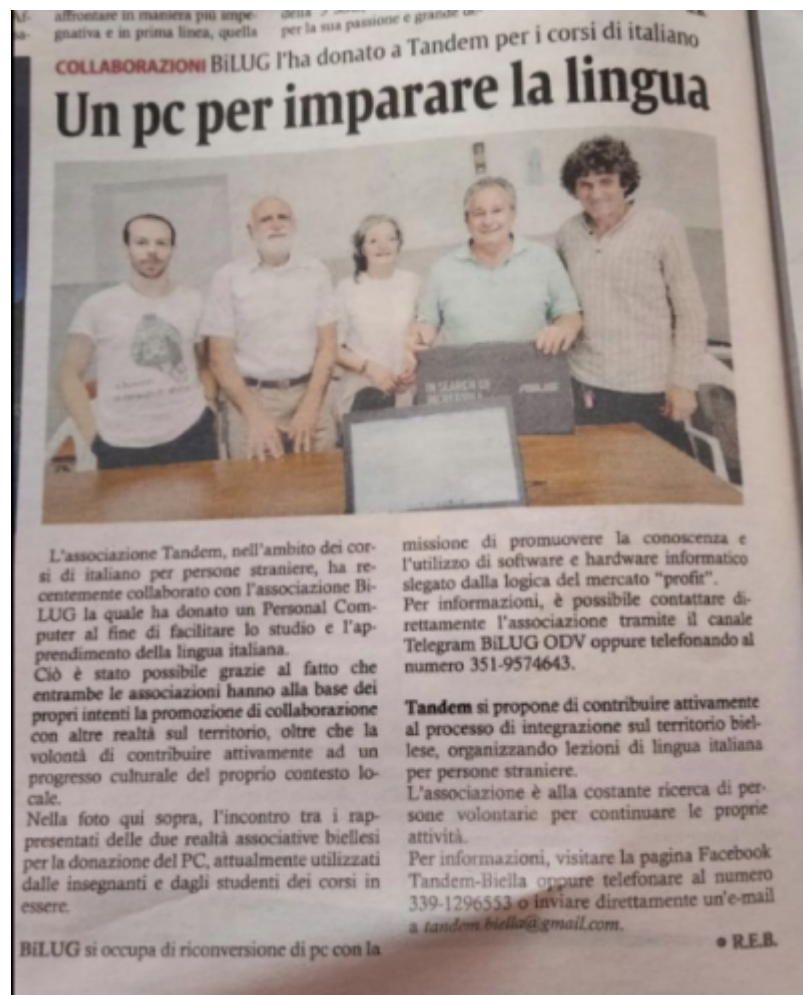 affrontare in maniera più impe-
gnativa e in prima linea, quella
per la sua passione e grande
COLLABORAZIONI BiLUG l'ha donato a Tandem per i corsi di italiano
Un pc per imparare la lingua
IN SEARCH OF
INCREDIBLE
ASUS
L'associazione Tandem, nell'ambito dei cor-
si di italiano per persone straniere, ha re-
centemente collaborato con l'associazione Bi-
LUG la quale ha donato un Personal Com-
puter al fine di facilitare lo studio e l'ap-
prendimento della lingua italiana.
Ciò è stato possibile grazie al fatto che
entrambe le associazioni hanno alla base dei
propri intenti la promozione di collaborazione
con altre realtà sul territorio, oltre che la
volontà di contribuire attivamente ad un
progresso culturale del proprio contesto lo-
cale.
Nella foto qui sopra, l'incontro tra i rap-
presentati delle due realtà associative biellesi
per la donazione del PC, attualmente utilizzati
dalle insegnanti e dagli studenti dei corsi in
essere.
BiLUG si occupa di riconversione di pc con la
missione di promuovere la conoscenza e
l'utilizzo di software e hardware informatico
slegato dalla logica del mercato "profit".
Per informazioni, è possibile contattare di-
rettamente l'associazione tramite il canale
Telegram BiLUG ODV oppure telefonando al
numero 351-9574643.
Tandem si propone di contribuire attivamente
al processo di integrazione sul territorio biel-
lese, organizzando lezioni di lingua italiana
per persone straniere.
L'associazione è alla costante ricerca di per-
sone volontarie per continuare le proprie
attività.
Per informazioni, visitare la pagina Facebook
Tandem-Biella oppure telefonare al numero
339-1296553 o inviare direttamente un'e-mail
a tandem.biella@gmail.com.
● R.E.B.